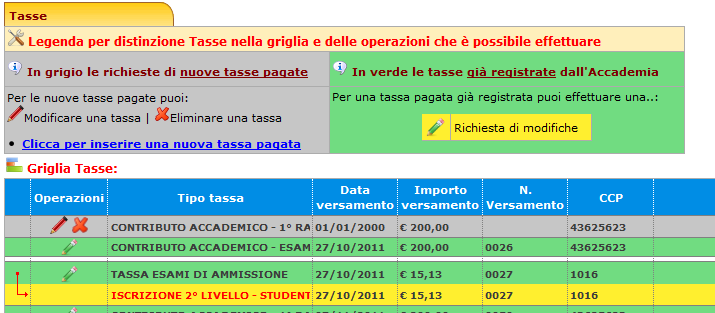 Tasse
Legenda per distinzione Tasse nella griglia e delle operazioni che è possibile effettuare
In grigio le richieste di nuove tasse pagate
In verde le tasse già registrate dall'Accademia
Per le nuove tasse pagate puoi:
Modificare una tassa | Eliminare una tassa
• Clicca per inserire una nuova tassa pagata
Per una tassa pagata già registrata puoi effettuare una..:
Richiesta di modifiche
Griglia Tasse:
Operazioni Tipo tassa Data versamento Importo versamento N. Versamento CCP
CONTRIBUTO ACCADEMICO - 1° RA 01/01/2000 € 200,00 43625623
CONTRIBUTO ACCADEMICO - ESAM 27/10/2011 € 200,00 0026 43625623
TASSA ESAMI DI AMMISSIONE 27/10/2011 € 15,13 0027 1016
ISCRIZIONE 2° LIVELLO - STUDENT 27/10/2011 € 15,13 0027 1016